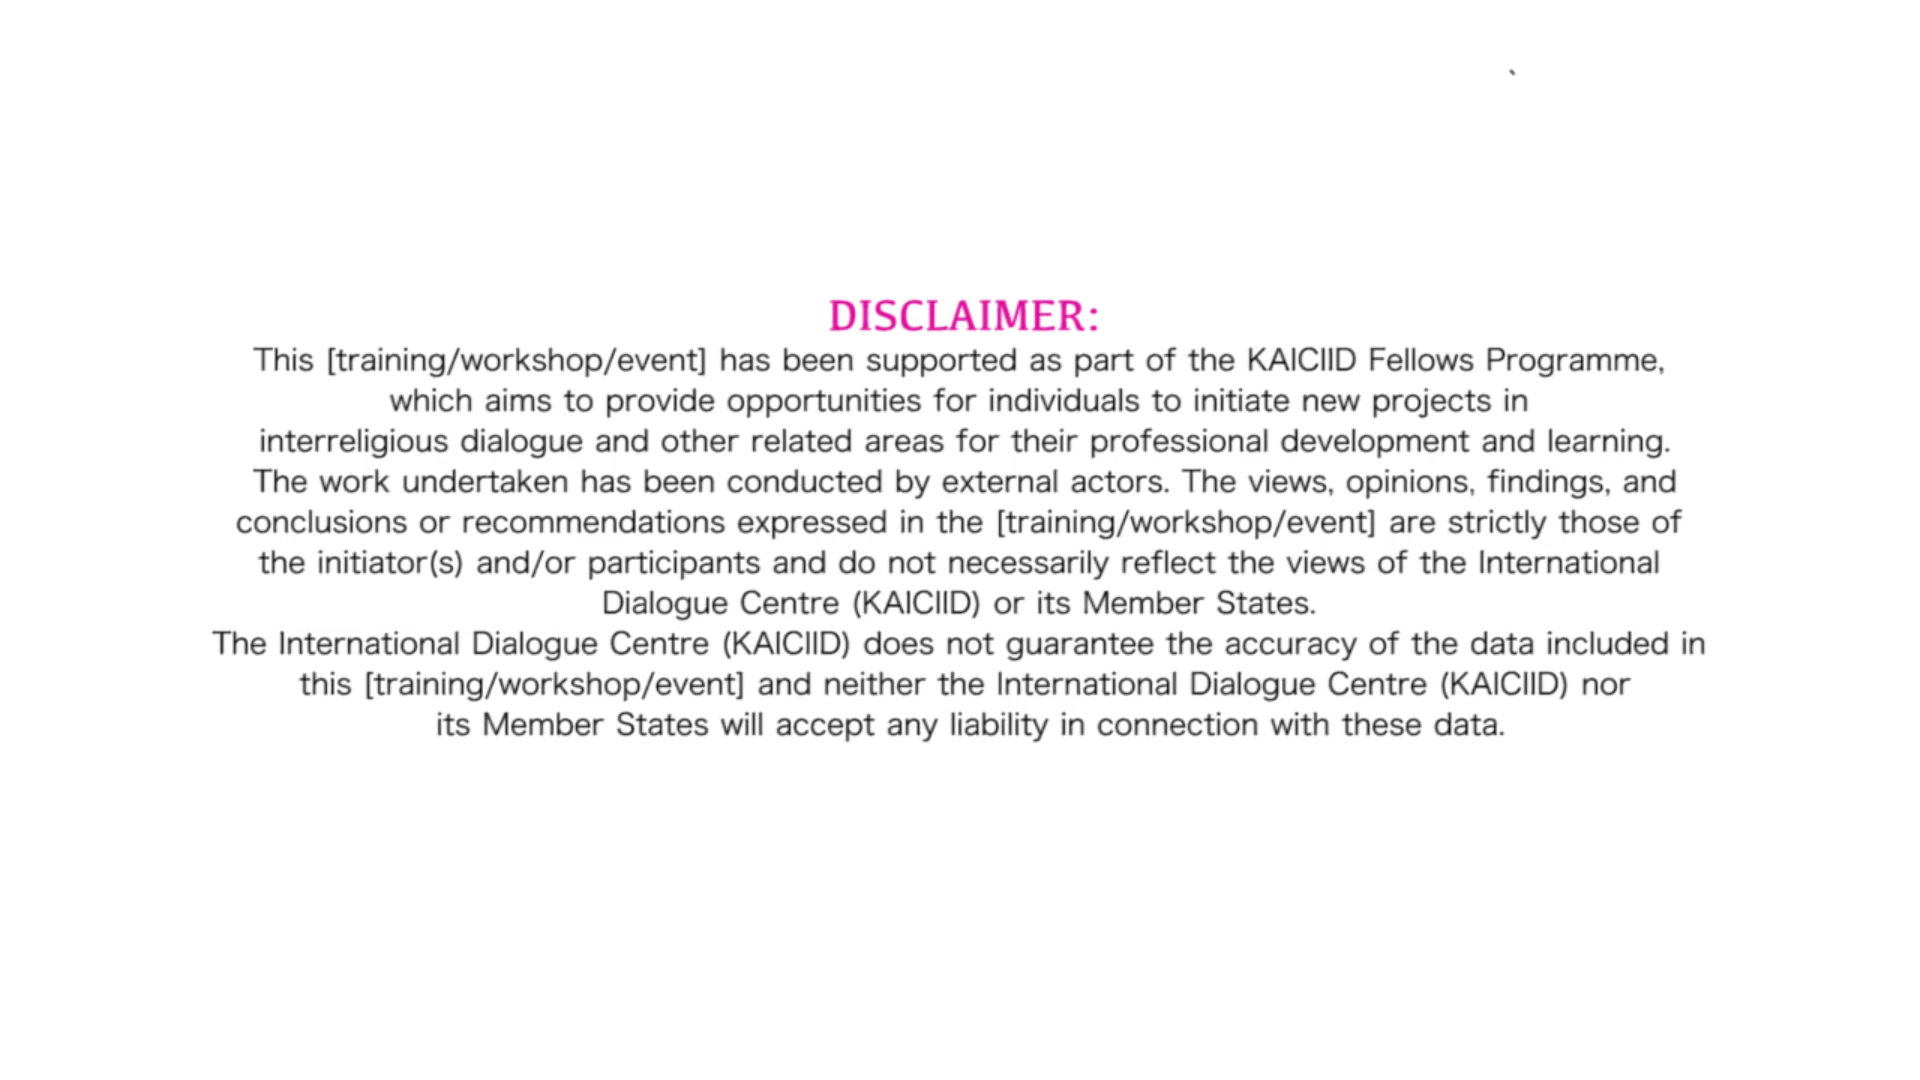 DISCLAIMER:
This [training/workshop/event] has been supported as part of the KAICIID Fellows Programme,
which aims to provide opportunities for individuals to initiate new projects in
interreligious dialogue and other related areas for their professional development and learning.
The work undertaken has been conducted by external actors. The views, opinions, findings, and
conclusions or recommendations expressed in the [training/workshop/event] are strictly those of
the initiator(s) and/or participants and do not necessarily reflect the views of the International
Dialogue Centre (KAICIID) or its Member States.
The International Dialogue Centre (KAICIID) does not guarantee the accuracy of the data included in
this [training/workshop/event] and neither the International Dialogue Centre (KAICIID) nor
its Member States will accept any liability in connection with these data.